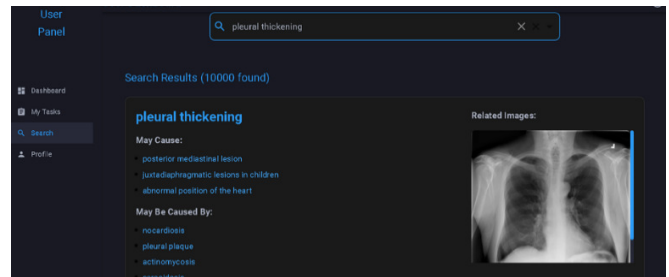 User
Panel
pleural thickening
Search Results (10000 found)
Dashboard
My Tasks
Search
Profile
pleural thickening
May Cause:
posterior mediastinal lesion
juxtadiaphragmatic lesions in children
abnormal position of the heart
May Be Caused By:
nocardiosis
pleural plaque
actinomycosis
Related Images: